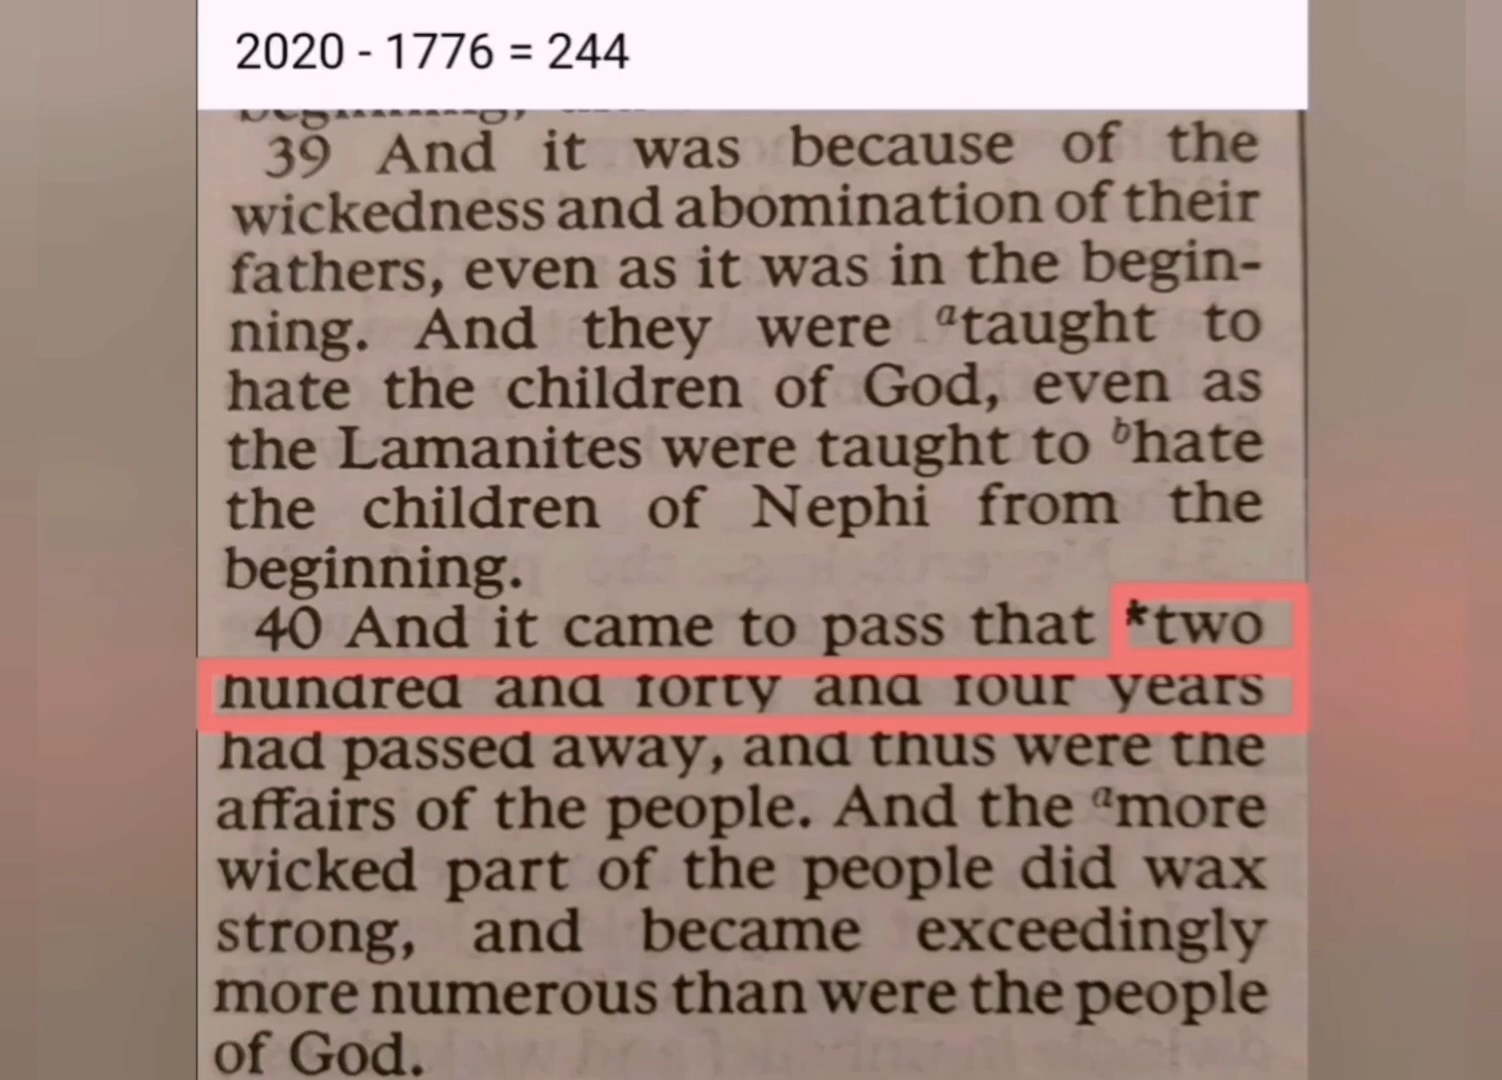 2020 - 1776 = 244
39 And it was because of the
wickedness and abomination of their
fathers, even as it was in the begin-
ning. And they were ᵃtaught to
hate the children of God, even as
the Lamanites were taught to ᵇhate
the children of Nephi from the
beginning.
40 And it came to pass that *two
hundred and forty and four years
had passed away, and thus were the
affairs of the people. And the ᵃmore
wicked part of the people did wax
strong, and became exceedingly
more numerous than were the people
of God.